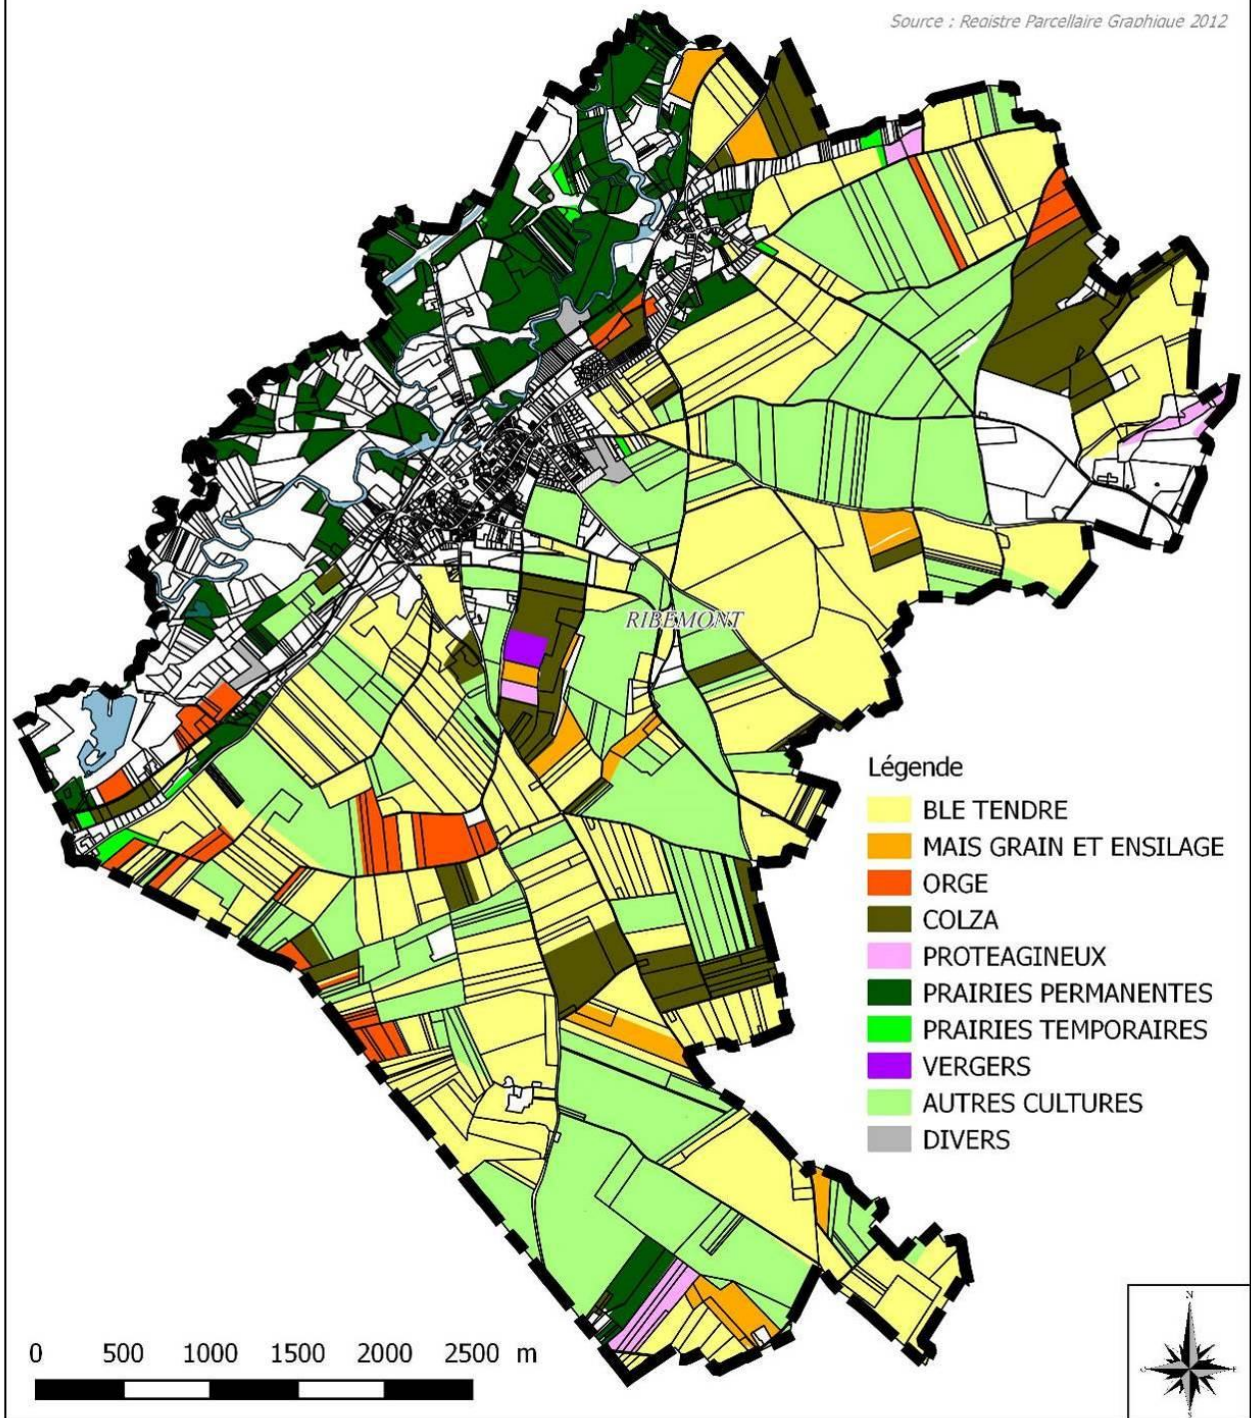 Source : Registre Parcellaire Graphique 2012
RIBEMONT
Légende
BLE TENDRE
MAIS GRAIN ET ENSILAGE
ORGE
COLZA
PROTEAGINEUX
PRAIRIES PERMANENTES
PRAIRIES TEMPORAIRES
VERGERS
AUTRES CULTURES
DIVERS
0 500 1000 1500 2000 2500 m
N